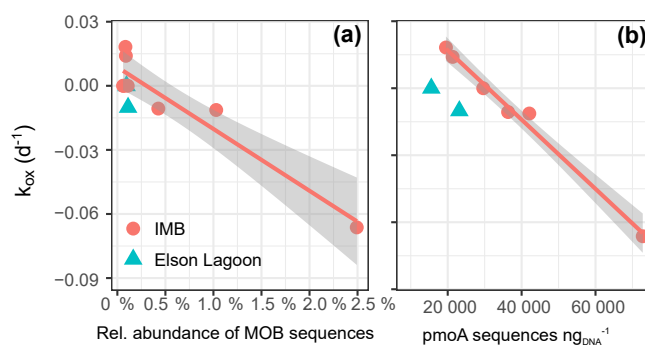 (a)
(b)
0.03
0.00
−0.03
−0.06
−0.09
k_ox (d⁻¹)
IMB
Elson Lagoon
0 % 0.5 % 1.0 % 1.5 % 2.0 % 2.5 %
20 000 40 000 60 000
Rel. abundance of MOB sequences
pmoA sequences ng_DNA⁻¹